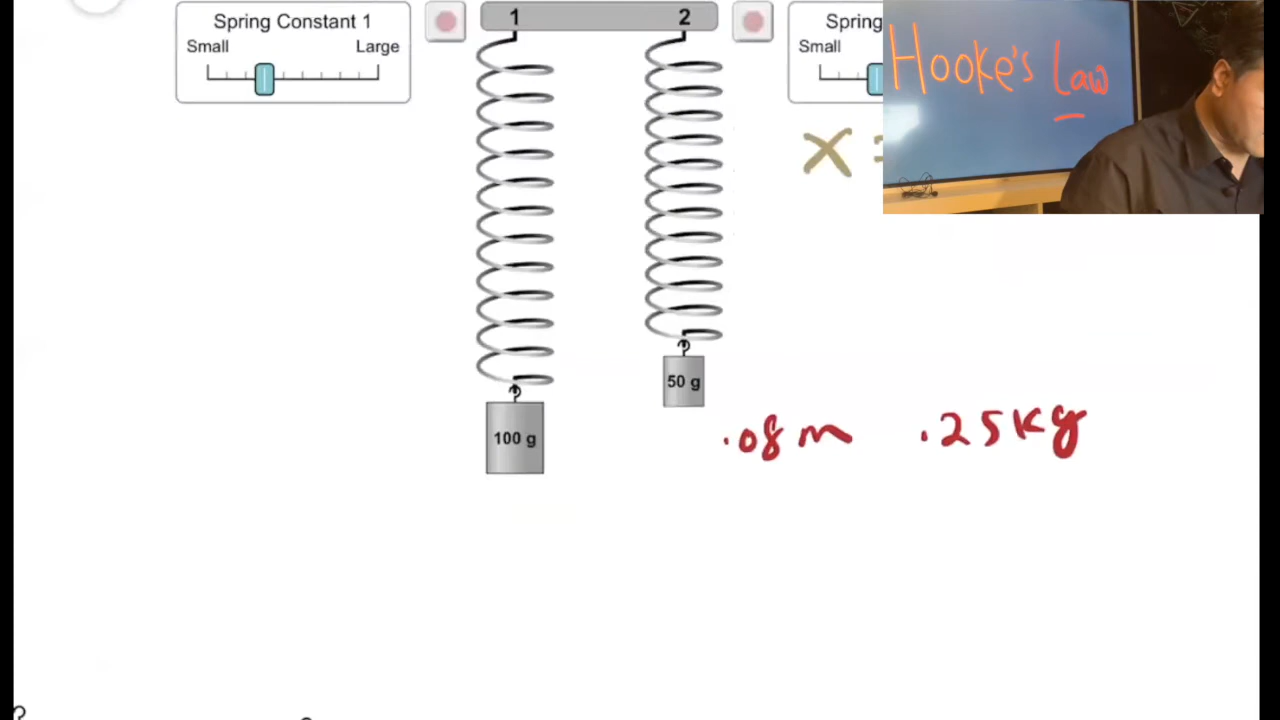 Spring Constant 1
Small Large
1 2
Spring
Small
Hooke's Law
x =
50 g
100 g
.08 m .25 kg
?